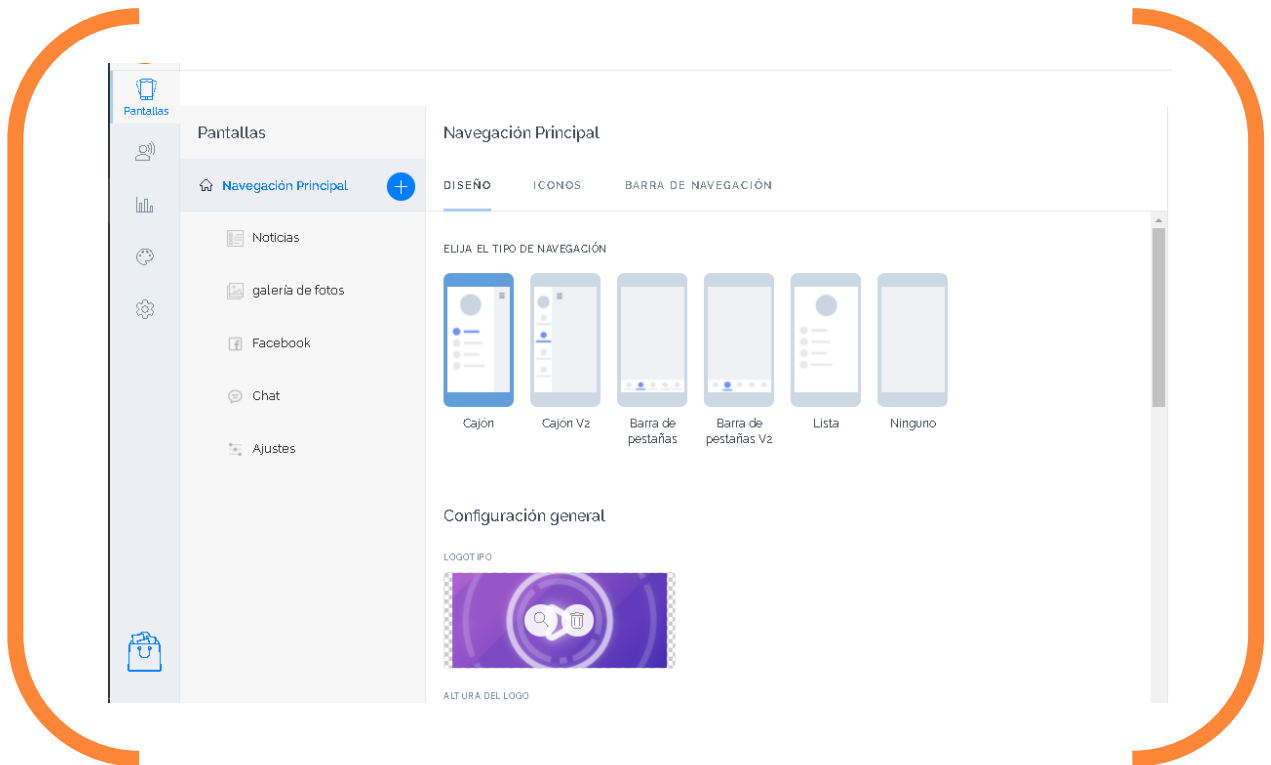 Pantallas
Pantallas
Navegación Principal
Noticias
galería de fotos
Facebook
Chat
Ajustes
Navegación Principal
DISEÑO ICONOS BARRA DE NAVEGACIÓN
ELIJA EL TIPO DE NAVEGACIÓN
Cajón
Cajón V2
Barra de
pestañas
Barra de
pestañas V2
Lista
Ninguno
Configuración general
LOGOTIPO
ALTURA DEL LOGO